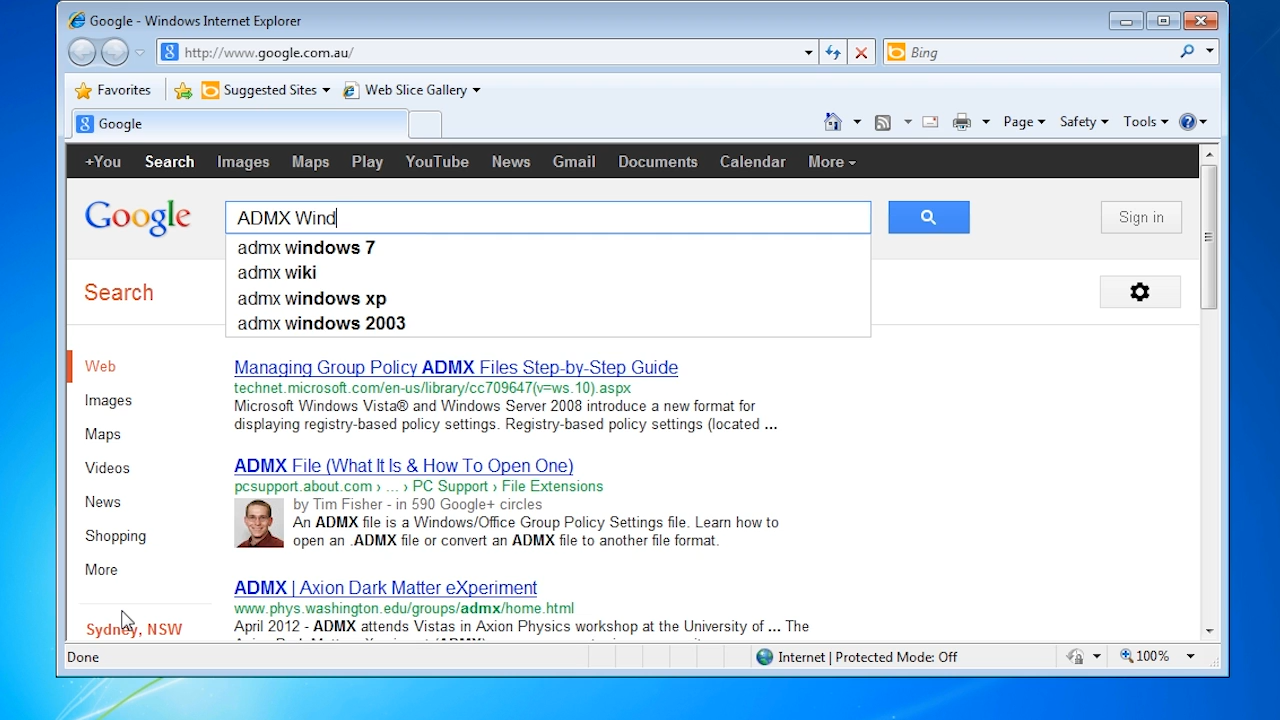 Google - Windows Internet Explorer
http://www.google.com.au/
Bing
Favorites
Suggested Sites
Web Slice Gallery
Google
Page
Safety
Tools
+You Search Images Maps Play YouTube News Gmail Documents Calendar More
Google
ADMX Wind
Sign in
admx windows 7
admx wiki
admx windows xp
admx windows 2003
Search
Web
Images
Maps
Videos
News
Shopping
More
Sydney, NSW
Managing Group Policy ADMX Files Step-by-Step Guide
technet.microsoft.com/en-us/library/cc709647(v=ws.10).aspx
Microsoft Windows Vista® and Windows Server 2008 introduce a new format for
displaying registry-based policy settings. Registry-based policy settings (located ...
ADMX File (What It Is & How To Open One)
pcsupport.about.com › ... › PC Support › File Extensions
by Tim Fisher - in 590 Google+ circles
An ADMX file is a Windows/Office Group Policy Settings file. Learn how to
open an .ADMX file or convert an ADMX file to another file format.
ADMX | Axion Dark Matter eXperiment
www.phys.washington.edu/groups/admx/home.html
April 2012 - ADMX attends Vistas in Axion Physics workshop at the University of ... The
Done
Internet | Protected Mode: Off
100%